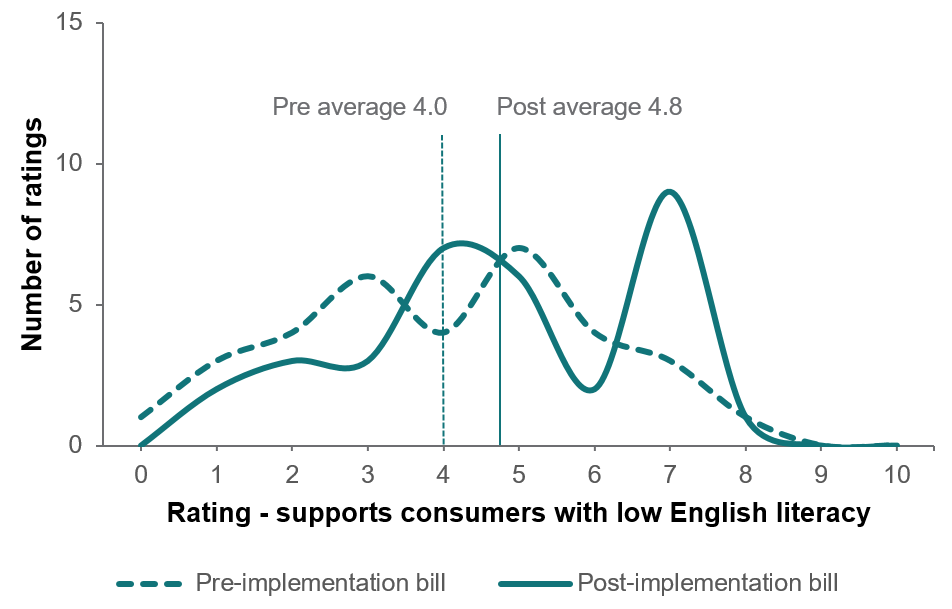 15
Pre average 4.0
Post average 4.8
10
Number of ratings
5
0
0 1 2 3 4 5 6 7 8 9 10
Rating - supports consumers with low English literacy
Pre-implementation bill
Post-implementation bill